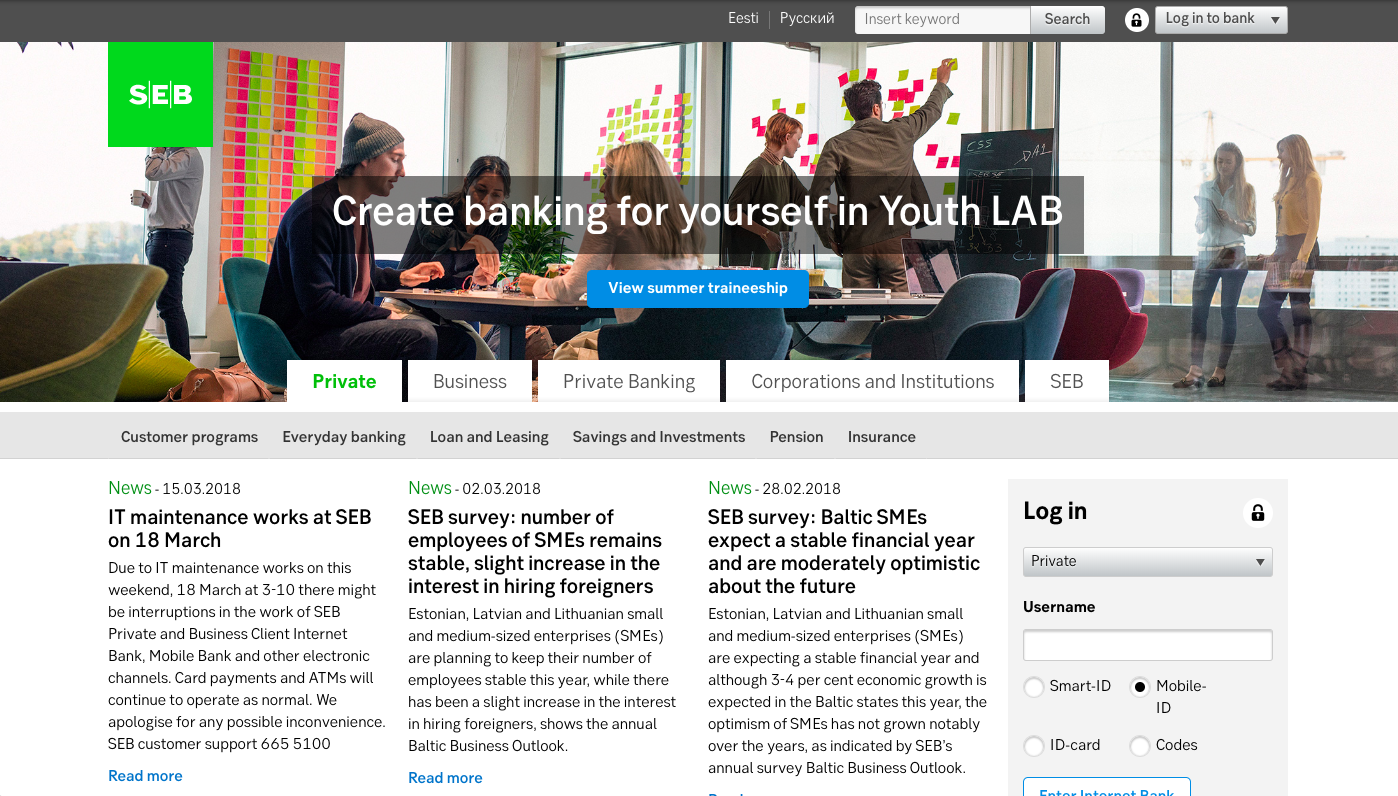 Eesti
Русский
Insert keyword
Search
Log in to bank
S|E|B
CSS
DA1
C1
Create banking for yourself in Youth LAB
View summer traineeship
Private
Business
Private Banking
Corporations and Institutions
SEB
Customer programs
Everyday banking
Loan and Leasing
Savings and Investments
Pension
Insurance
News - 15.03.2018
IT maintenance works at SEB
on 18 March
Due to IT maintenance works on this
weekend, 18 March at 3-10 there might
be interruptions in the work of SEB
Private and Business Client Internet
Bank, Mobile Bank and other electronic
channels. Card payments and ATMs will
continue to operate as normal. We
apologise for any possible inconvenience.
SEB customer support 665 5100
Read more
News - 02.03.2018
SEB survey: number of
employees of SMEs remains
stable, slight increase in the
interest in hiring foreigners
Estonian, Latvian and Lithuanian small
and medium-sized enterprises (SMEs)
are planning to keep their number of
employees stable this year, while there
has been a slight increase in the interest
in hiring foreigners, shows the annual
Baltic Business Outlook.
Read more
News - 28.02.2018
SEB survey: Baltic SMEs
expect a stable financial year
and are moderately optimistic
about the future
Estonian, Latvian and Lithuanian small
and medium-sized enterprises (SMEs)
are expecting a stable financial year and
although 3-4 per cent economic growth is
expected in the Baltic states this year, the
optimism of SMEs has not grown notably
over the years, as indicated by SEB's
annual survey Baltic Business Outlook.
Log in
Private
Username
Smart-ID
Mobile-
ID
ID-card
Codes
Enter Internet Bank